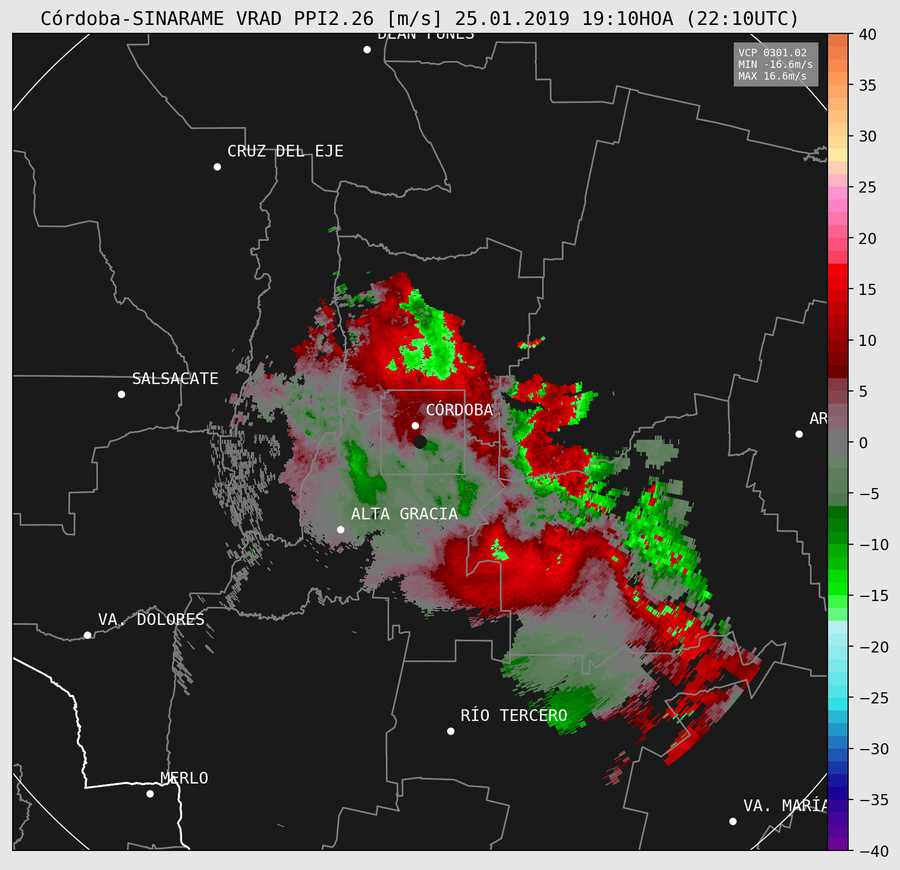 Córdoba-SINARAME VRAD PPI2.26 [m/s] 25.01.2019 19:10HOA (22:10UTC)
DEAN FUNES
VCP 0301.02
MIN -16.6m/s
MAX 16.6m/s
CRUZ DEL EJE
SALSACATE
CÓRDOBA
AR
ALTA GRACIA
VA. DOLORES
RÍO TERCERO
MERLO
VA. MARÍA
40
35
30
25
20
15
10
5
0
−5
−10
−15
−20
−25
−30
−35
−40